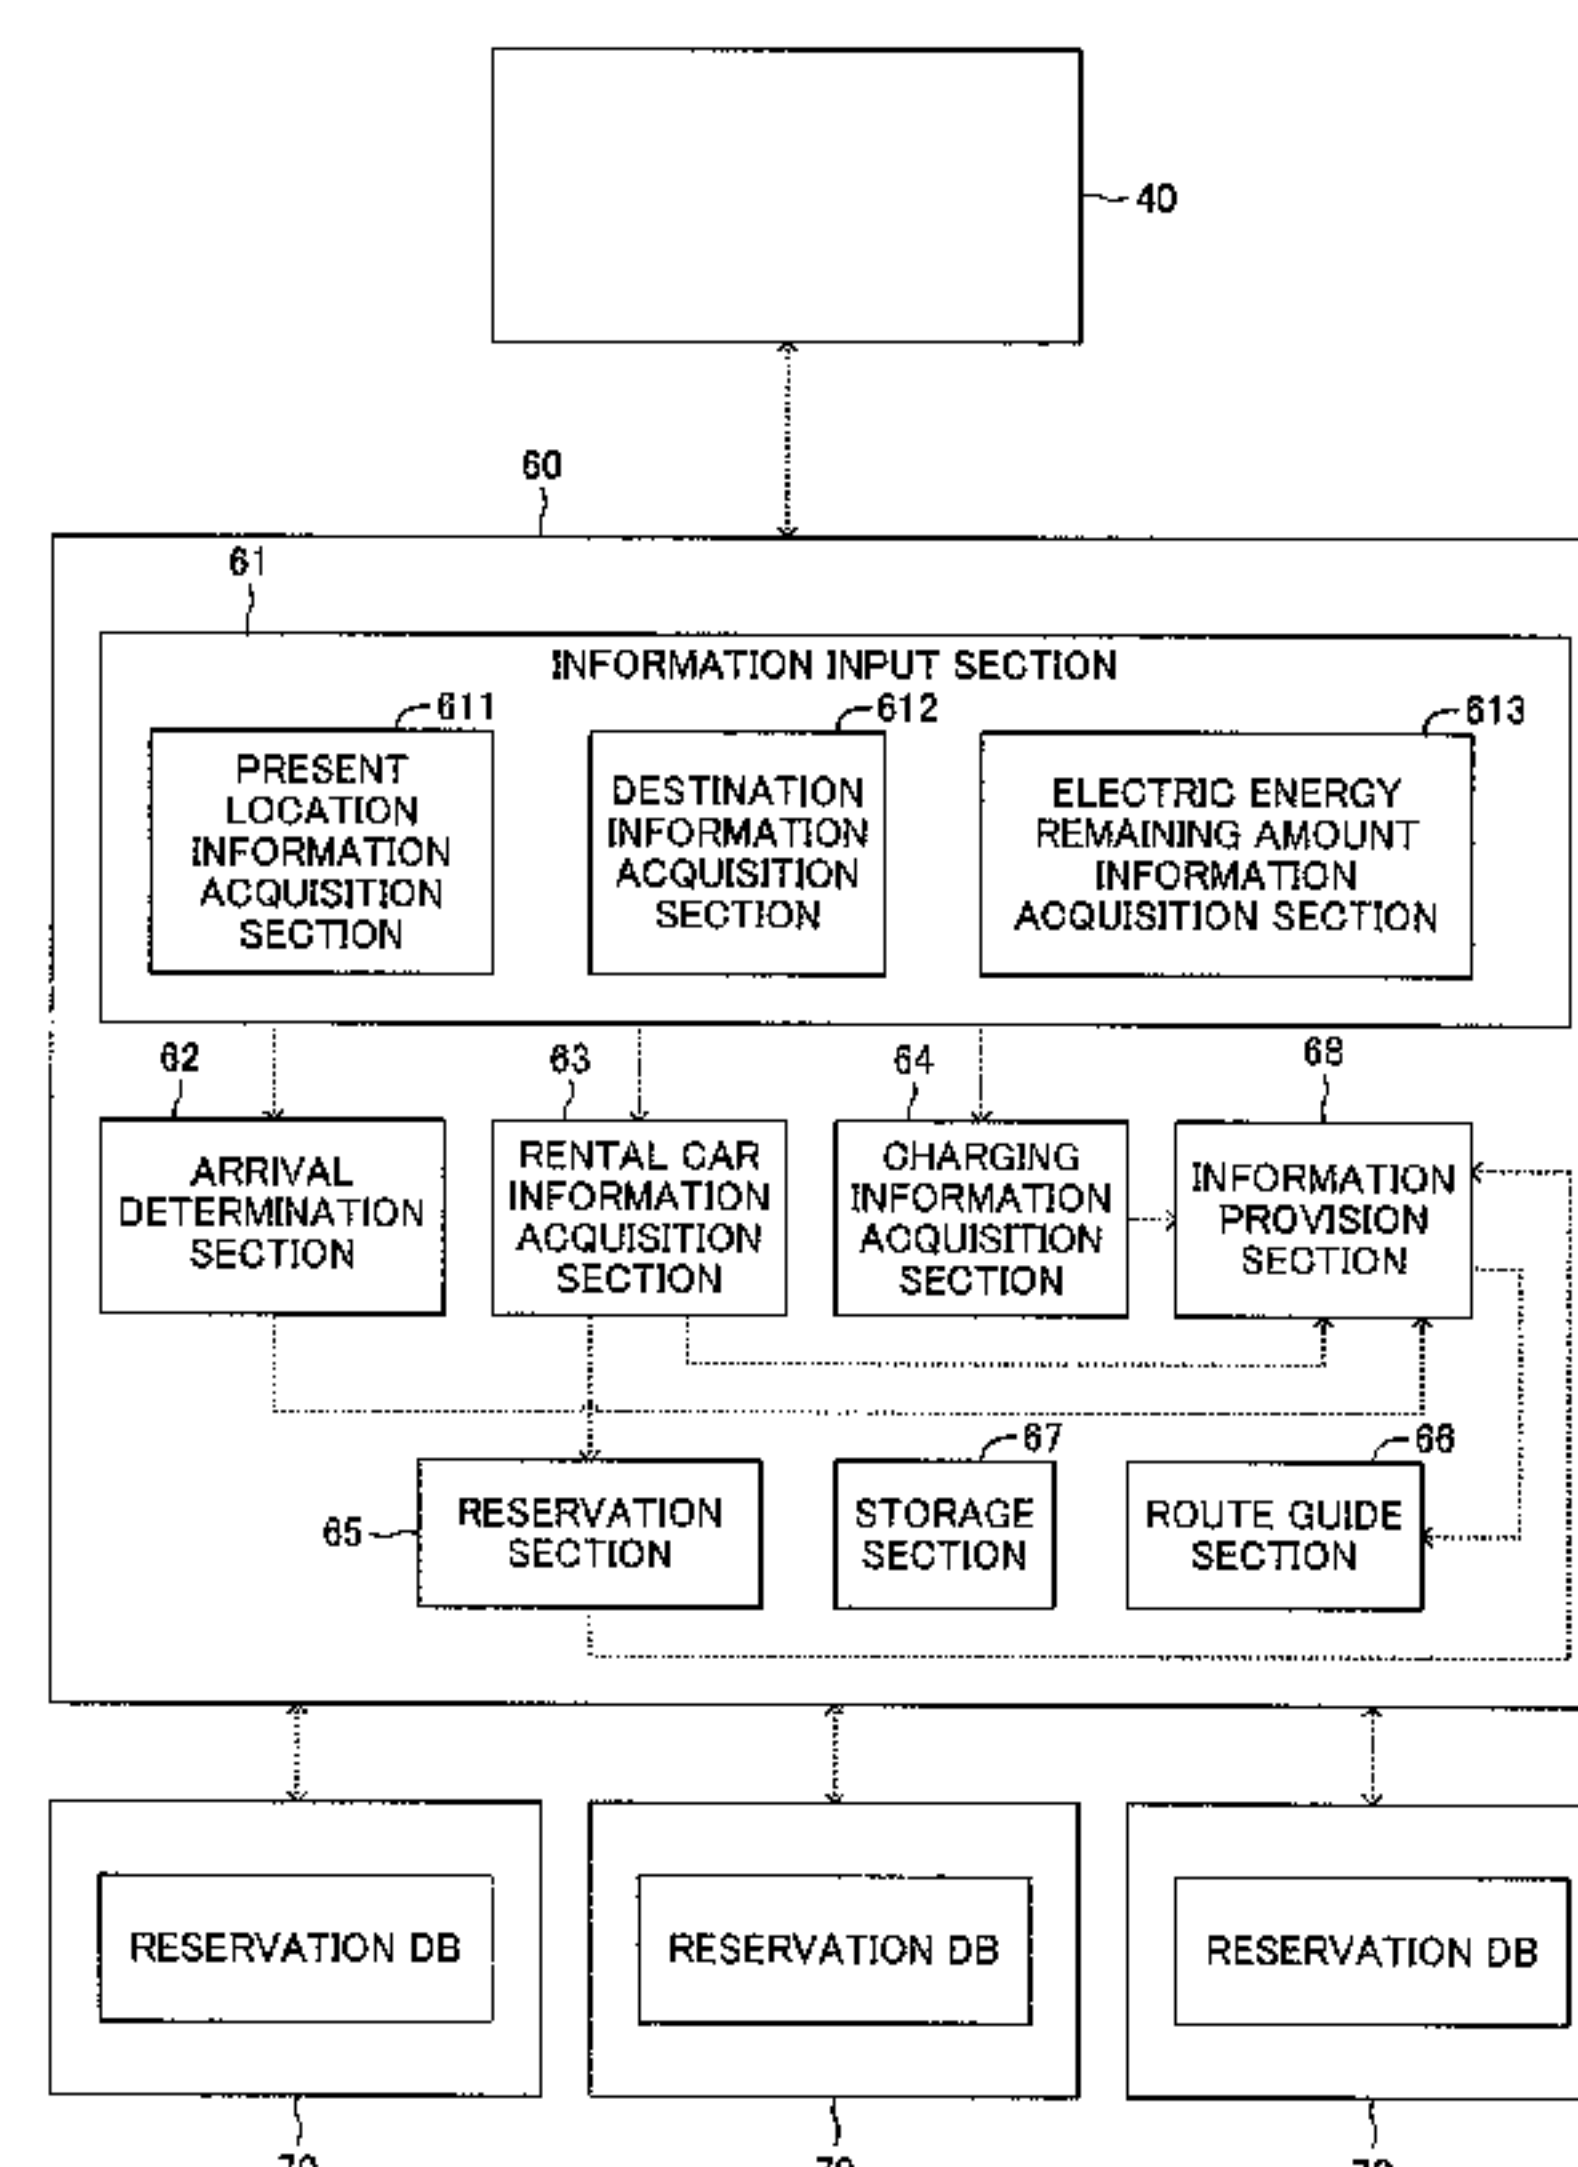 40
60
61
INFORMATION INPUT SECTION
611
612
613
PRESENT
LOCATION
INFORMATION
ACQUISITION
SECTION
DESTINATION
INFORMATION
ACQUISITION
SECTION
ELECTRIC ENERGY
REMAINING AMOUNT
INFORMATION
ACQUISITION SECTION
62
63
64
68
ARRIVAL
DETERMINATION
SECTION
RENTAL CAR
INFORMATION
ACQUISITION
SECTION
CHARGING
INFORMATION
ACQUISITION
SECTION
INFORMATION
PROVISION
SECTION
65
67
66
RESERVATION
SECTION
STORAGE
SECTION
ROUTE GUIDE
SECTION
RESERVATION DB
RESERVATION DB
RESERVATION DB